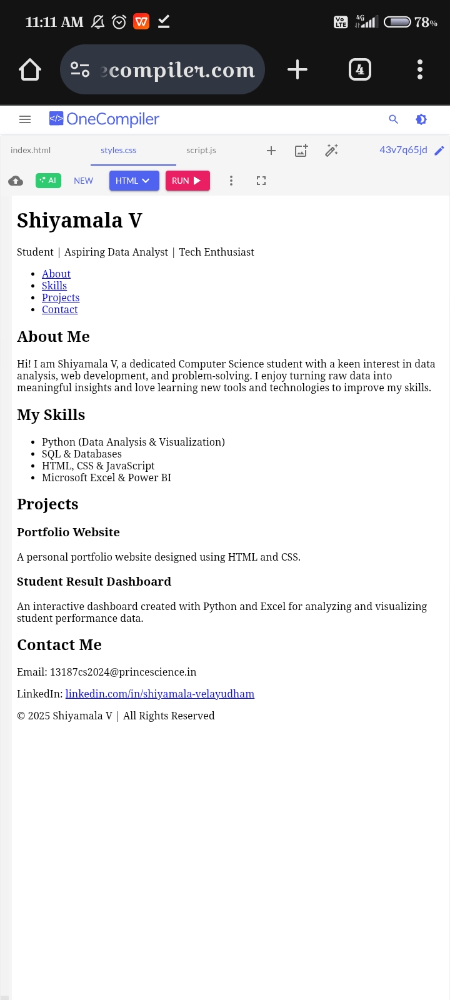 11:11 AM
Vo LTE 4G 78%
ecompiler.com
4
</> OneCompiler
index.html styles.css script.js 43v7q65jd
AI NEW HTML RUN
Shiyamala V
Student | Aspiring Data Analyst | Tech Enthusiast
• About
• Skills
• Projects
• Contact
About Me
Hi! I am Shiyamala V, a dedicated Computer Science student with a keen interest in data
analysis, web development, and problem-solving. I enjoy turning raw data into
meaningful insights and love learning new tools and technologies to improve my skills.
My Skills
• Python (Data Analysis & Visualization)
• SQL & Databases
• HTML, CSS & JavaScript
• Microsoft Excel & Power BI
Projects
Portfolio Website
A personal portfolio website designed using HTML and CSS.
Student Result Dashboard
An interactive dashboard created with Python and Excel for analyzing and visualizing
student performance data.
Contact Me
Email: 13187cs2024@princescience.in
LinkedIn: linkedin.com/in/shiyamala-velayudham
© 2025 Shiyamala V | All Rights Reserved